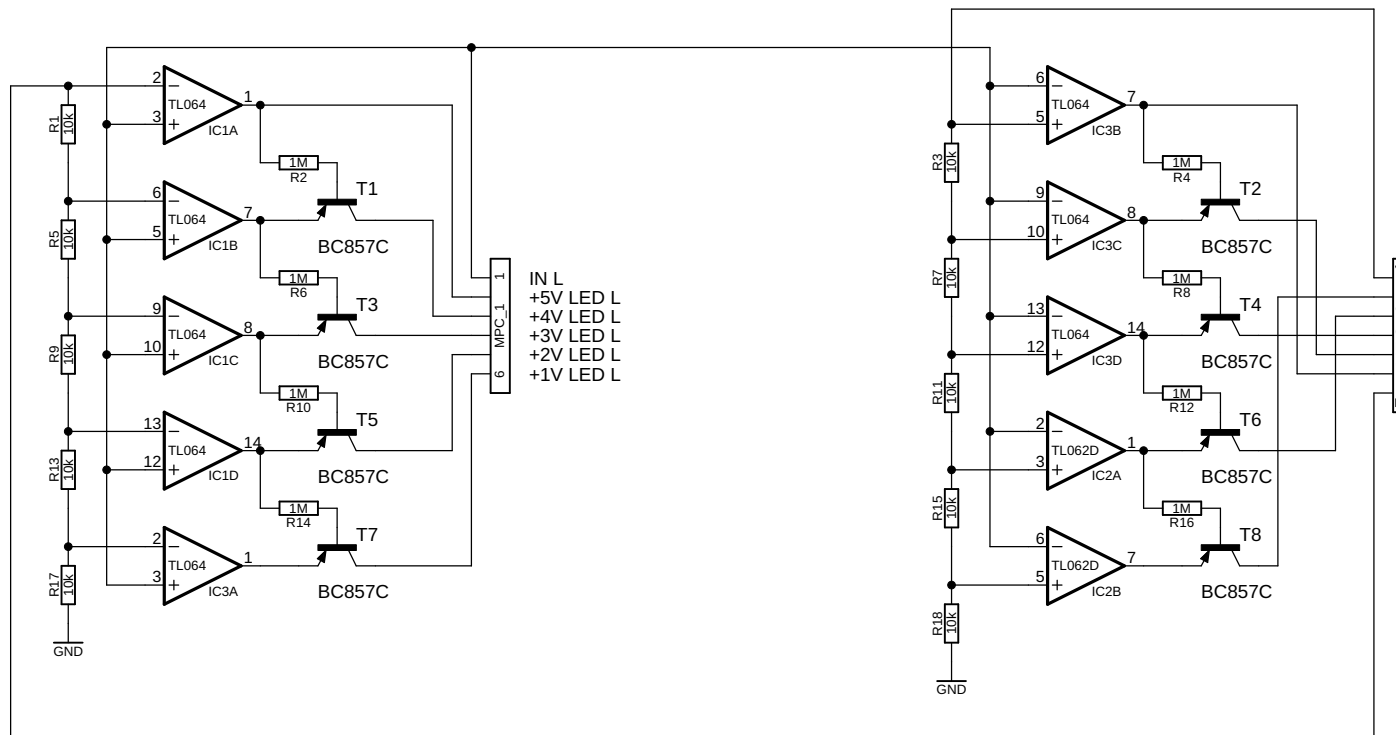 2
−
1
TL064
3
+
IC1A
R1
10k
1M
R2
T1
BC857C
6
−
7
TL064
5
+
IC1B
R5
10k
1M
R6
T3
BC857C
9
−
8
TL064
10
+
IC1C
R9
10k
1M
R10
T5
BC857C
13
−
14
TL064
12
+
IC1D
R13
10k
1M
R14
T7
BC857C
2
−
1
TL064
3
+
IC3A
R17
10k
GND
1
MPC_1
6
IN L
+5V LED L
+4V LED L
+3V LED L
+2V LED L
+1V LED L
6
−
7
TL064
5
+
IC3B
R3
10k
1M
R4
T2
BC857C
9
−
8
TL064
10
+
IC3C
R7
10k
1M
R8
T4
BC857C
13
−
14
TL064
12
+
IC3D
R11
10k
1M
R12
T6
BC857C
2
−
1
TL062D
3
+
IC2A
R15
10k
1M
R16
T8
BC857C
6
−
7
TL062D
5
+
IC2B
R18
10k
GND